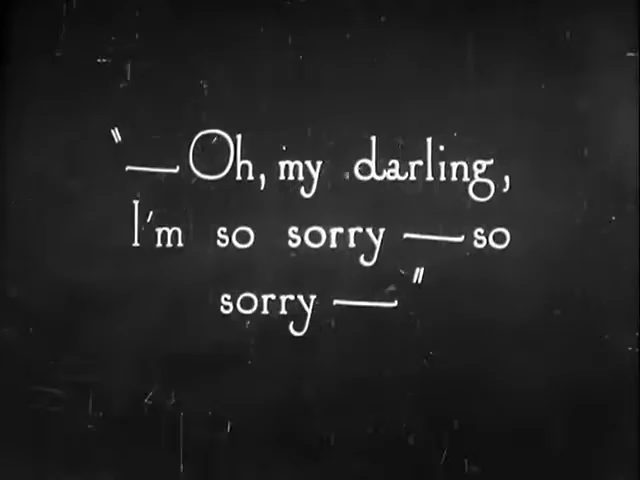 "—Oh, my darling,
I'm so sorry —so
sorry —"